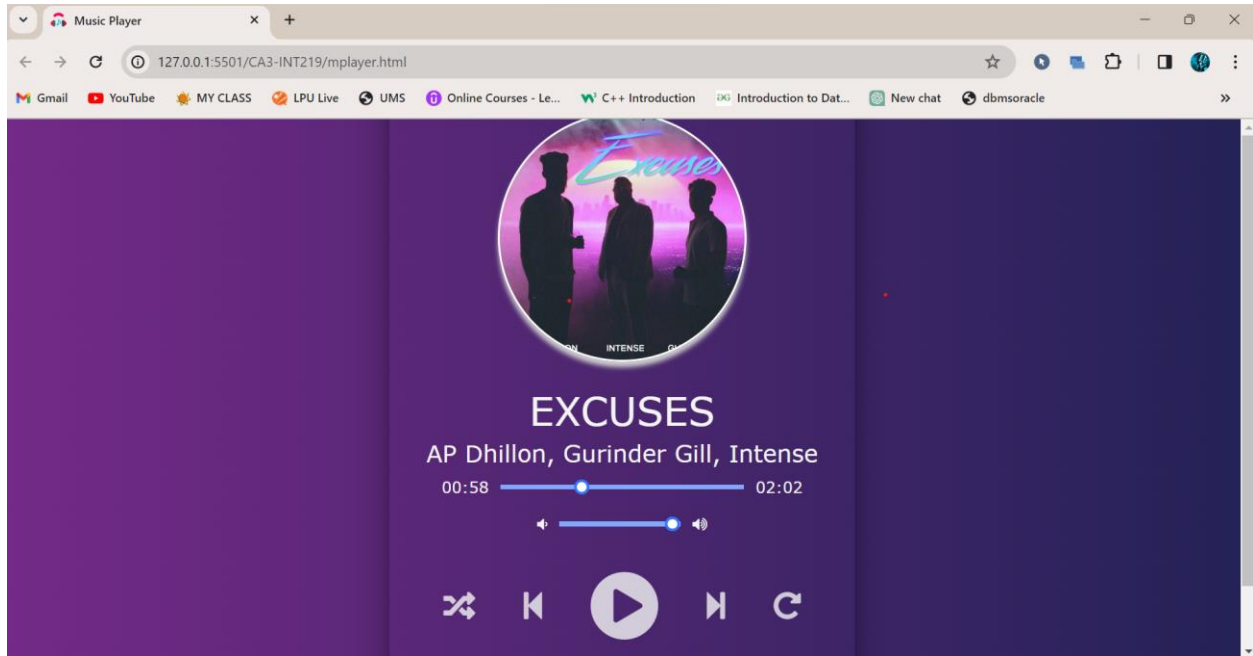 Music Player
127.0.0.1:5501/CA3-INT219/mplayer.html
Gmail YouTube MY CLASS LPU Live UMS Online Courses - Le... C++ Introduction Introduction to Dat... New chat dbmsoracle »
Excuses
ON INTENSE GU
EXCUSES
AP Dhillon, Gurinder Gill, Intense
00:58 02:02